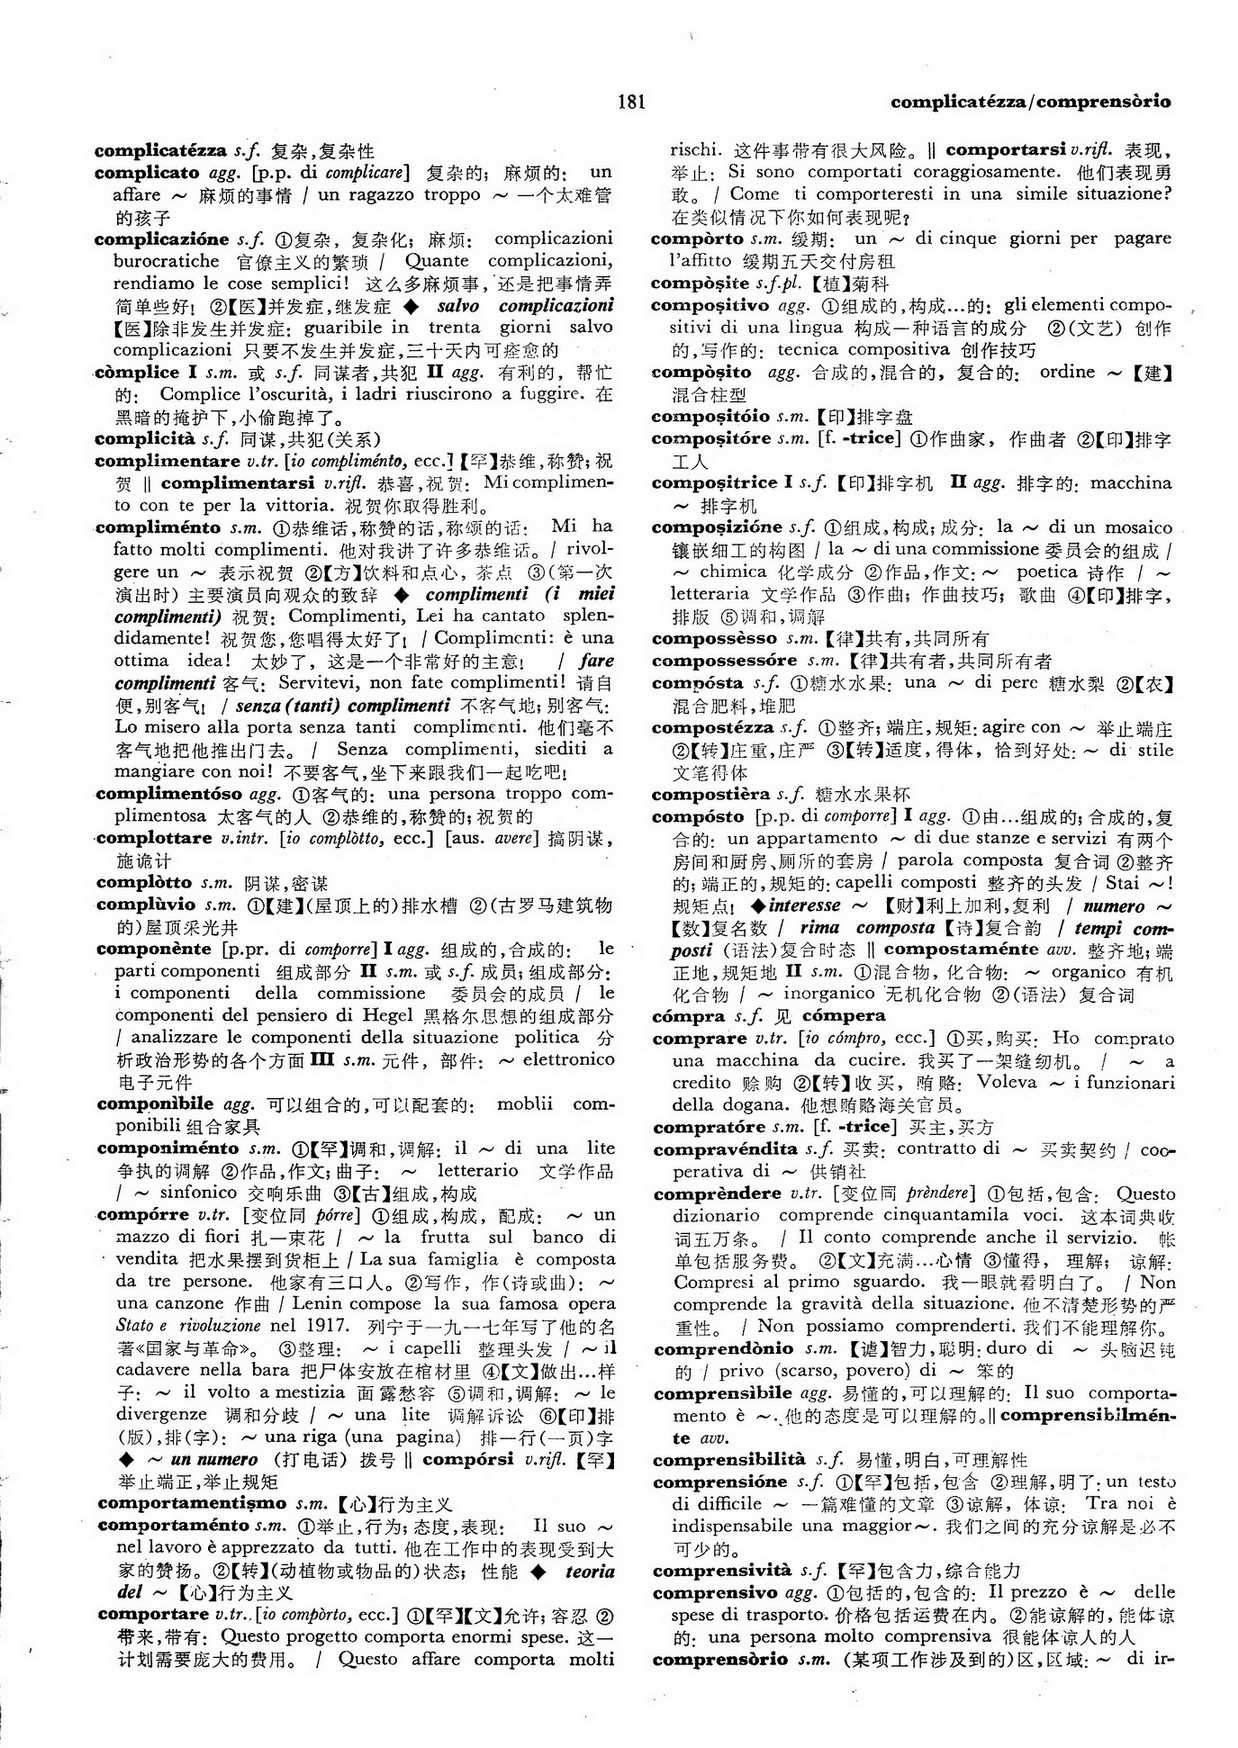 181
complicatézza/comprensòrio
complicatézza s.f. 复杂,复杂性
complicato agg. [p.p. di complicare] 复杂的; 麻烦的: un
affare ～ 麻烦的事情 / un ragazzo troppo ～ 一个太难管
的孩子
complicazióne s.f. ①复杂, 复杂化; 麻烦: complicazioni
burocratiche 官僚主义的繁琐 / Quante complicazioni,
rendiamo le cose semplici! 这么多麻烦事, 还是把事情弄
简单些好! ②【医】并发症,继发症 ◆ salvo complicazioni
【医】除非发生并发症: guaribile in trenta giorni salvo
complicazioni 只要不发生并发症,三十天内可痊愈的
còmplice I s.m. 或 s.f. 同谋者,共犯 II agg. 有利的, 帮忙
的: Complice l'oscurità, i ladri riuscirono a fuggire. 在
黑暗的掩护下,小偷跑掉了。
complicità s.f. 同谋,共犯(关系)
complimentare v.tr. [io compliménto, ecc.] 【罕】恭维,称赞; 祝
贺 ‖ complimentarsi v.rifl. 恭喜,祝贺: Mi complimen-
to con te per la vittoria. 祝贺你取得胜利。
compliménto s.m. ①恭维话,称赞的话,称颂的话: Mi ha
fatto molti complimenti. 他对我讲了许多恭维话。 / rivol-
gere un ～ 表示祝贺 ②【方】饮料和点心, 茶点 ③(第一次
演出时) 主要演员向观众的致辞 ◆ complimenti (i miei
complimenti) 祝贺: Complimenti, Lei ha cantato splen-
didamente! 祝贺您,您唱得太好了! / Complimenti: è una
ottima idea! 太妙了, 这是一个非常好的主意! / fare
complimenti 客气: Servitevi, non fate complimenti! 请自
便,别客气! / senza (tanti) complimenti 不客气地; 别客气:
Lo misero alla porta senza tanti complimenti. 他们毫不
客气地把他推出门去。 / Senza complimenti, siediti a
mangiare con noi! 不要客气,坐下来跟我们一起吃吧!
complimentóso agg. ①客气的: una persona troppo com-
plimentosa 太客气的人 ②恭维的,称赞的; 祝贺的
complottare v.intr. [io complòtto, ecc.] [aus. avere] 搞阴谋,
施诡计
complòtto s.m. 阴谋,密谋
complùvio s.m. ①【建】(屋顶上的)排水槽 ②(古罗马建筑物
的)屋顶采光井
componènte [p.pr. di comporre] I agg. 组成的,合成的: le
parti componenti 组成部分 II s.m. 或 s.f. 成员; 组成部分:
i componenti della commissione 委员会的成员 / le
componenti del pensiero di Hegel 黑格尔思想的组成部分
/ analizzare le componenti della situazione politica 分
析政治形势的各个方面 III s.m. 元件, 部件: ～ elettronico
电子元件
componìbile agg. 可以组合的,可以配套的: moblii com-
ponibili 组合家具
componiménto s.m. ①【罕】调和,调解: il ～ di una lite
争执的调解 ②作品,作文; 曲子: ～ letterario 文学作品
/ ～ sinfonico 交响乐曲 ③【古】组成,构成
compórre v.tr. [变位同 pórre] ①组成,构成, 配成: ～ un
mazzo di fiori 扎一束花 / ～ la frutta sul banco di
vendita 把水果摆到货柜上 / La sua famiglia è composta
da tre persone. 他家有三口人。 ②写作, 作(诗或曲): ～
una canzone 作曲 / Lenin compose la sua famosa opera
Stato e rivoluzione nel 1917. 列宁于一九一七年写了他的名
著《国家与革命》。 ③整理: ～ i capelli 整理头发 / ～ il
cadavere nella bara 把尸体安放在棺材里 ④【文】做出…样
子: ～ il volto a mestizia 面露愁容 ⑤调和,调解: ～ le
divergenze 调和分歧 / ～ una lite 调解诉讼 ⑥【印】排
(版),排(字): ～ una riga (una pagina) 排一行(一页)字
◆ ～ un numero (打电话) 拨号 ‖ compórsi v.rifl. 【罕】
举止端正,举止规矩
comportamentiṣmo s.m. 【心】行为主义
comportaménto s.m. ①举止,行为; 态度,表现: Il suo ～
nel lavoro è apprezzato da tutti. 他在工作中的表现受到大
家的赞扬。 ②【转】(动植物或物品的)状态; 性能 ◆ teoria
del ～ 【心】行为主义
comportare v.tr. [io compòrto, ecc.] ①【罕】【文】允许; 容忍 ②
带来,带有: Questo progetto comporta enormi spese. 这一
计划需要庞大的费用。 / Questo affare comporta molti
rischi. 这件事带有很大风险。 ‖ comportarsi v.rifl. 表现,
举止: Si sono comportati coraggiosamente. 他们表现勇
敢。 / Come ti comporteresti in una simile situazione?
在类似情况下你如何表现呢?
compòrto s.m. 缓期: un ～ di cinque giorni per pagare
l'affitto 缓期五天交付房租
compòṣite s.f.pl. 【植】菊科
compoṣitivo agg. ①组成的,构成…的: gli elementi compo-
sitivi di una lingua 构成一种语言的成分 ②(文艺) 创作
的,写作的: tecnica compositiva 创作技巧
compòṣito agg. 合成的,混合的, 复合的: ordine ～ 【建】
混合柱型
compoṣitóio s.m. 【印】排字盘
compoṣitóre s.m. [f. -trice] ①作曲家, 作曲者 ②【印】排字
工人
compoṣitrice I s.f. 【印】排字机 II agg. 排字的: macchina
～ 排字机
compoṣizióne s.f. ①组成,构成; 成分: la ～ di un mosaico
镶嵌细工的构图 / la ～ di una commissione 委员会的组成 /
～ chimica 化学成分 ②作品,作文: ～ poetica 诗作 / ～
letteraria 文学作品 ③作曲; 作曲技巧; 歌曲 ④【印】排字,
排版 ⑤调和,调解
compossèsso s.m. 【律】共有,共同所有
compossessóre s.m. 【律】共有者,共同所有者
compósta s.f. ①糖水水果: una ～ di pere 糖水梨 ②【农】
混合肥料,堆肥
compostézza s.f. ①整齐; 端庄,规矩: agire con ～ 举止端庄
②【转】庄重,庄严 ③【转】适度,得体, 恰到好处: ～ di stile
文笔得体
compostièra s.f. 糖水水果杯
compósto [p.p. di comporre] I agg. ①由…组成的; 合成的,复
合的: un appartamento ～ di due stanze e servizi 有两个
房间和厨房、厕所的套房 / parola composta 复合词 ②整齐
的; 端正的,规矩的: capelli composti 整齐的头发 / Stai ～!
规矩点! ◆ interesse ～ 【财】利上加利,复利 / numero ～
【数】复名数 / rima composta 【诗】复合韵 / tempi com-
posti (语法)复合时态 ‖ compostaménte avv. 整齐地; 端
正地,规矩地 II s.m. ①混合物, 化合物: ～ organico 有机
化合物 / ～ inorganico 无机化合物 ②(语法) 复合词
cómpra s.f. 见 cómpera
comprare v.tr. [io cómpro, ecc.] ①买,购买: Ho comprato
una macchina da cucire. 我买了一架缝纫机。 / ～ a
credito 赊购 ②【转】收买, 贿赂: Voleva ～ i funzionari
della dogana. 他想贿赂海关官员。
compratóre s.m. [f. -trice] 买主,买方
compravéndita s.f. 买卖: contratto di ～ 买卖契约 / coo-
perativa di ～ 供销社
comprèndere v.tr. [变位同 prèndere] ①包括,包含: Questo
dizionario comprende cinquantamila voci. 这本词典收
词五万条。 / Il conto comprende anche il servizio. 帐
单包括服务费。 ②【文】充满…心情 ③懂得, 理解; 谅解:
Compresi al primo sguardo. 我一眼就看明白了。 / Non
comprende la gravità della situazione. 他不清楚形势的严
重性。 / Non possiamo comprenderti. 我们不能理解你。
comprendònio s.m. 【谑】智力,聪明: duro di ～ 头脑迟钝
的 / privo (scarso, povero) di ～ 笨的
comprensìbile agg. 易懂的,可以理解的: Il suo comporta-
mento è ～. 他的态度是可以理解的。‖ comprensibilmén-
te avv.
comprensibilità s.f. 易懂,明白,可理解性
comprensióne s.f. ①【罕】包括,包含 ②理解,明了: un testo
di difficile ～ 一篇难懂的文章 ③谅解, 体谅: Tra noi è
indispensabile una maggior～. 我们之间的充分谅解是必不
可少的。
comprensività s.f. 【罕】包含力,综合能力
comprensivo agg. ①包括的,包含的: Il prezzo è ～ delle
spese di trasporto. 价格包括运费在内。 ②能谅解的,能体谅
的: una persona molto comprensiva 很能体谅人的人
comprensòrio s.m. (某项工作涉及到的)区,区域: ～ di ir-